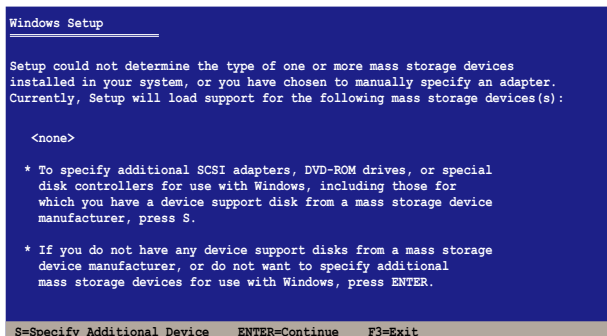 Windows Setup
Setup could not determine the type of one or more mass storage devices
installed in your system, or you have chosen to manually specify an adapter.
Currently, Setup will load support for the following mass storage devices(s):
<none>
* To specify additional SCSI adapters, DVD-ROM drives, or special
disk controllers for use with Windows, including those for
which you have a device support disk from a mass storage device
manufacturer, press S.
* If you do not have any device support disks from a mass storage
device manufacturer, or do not want to specify additional
mass storage devices for use with Windows, press ENTER.
S=Specify Additional Device ENTER=Continue F3=Exit